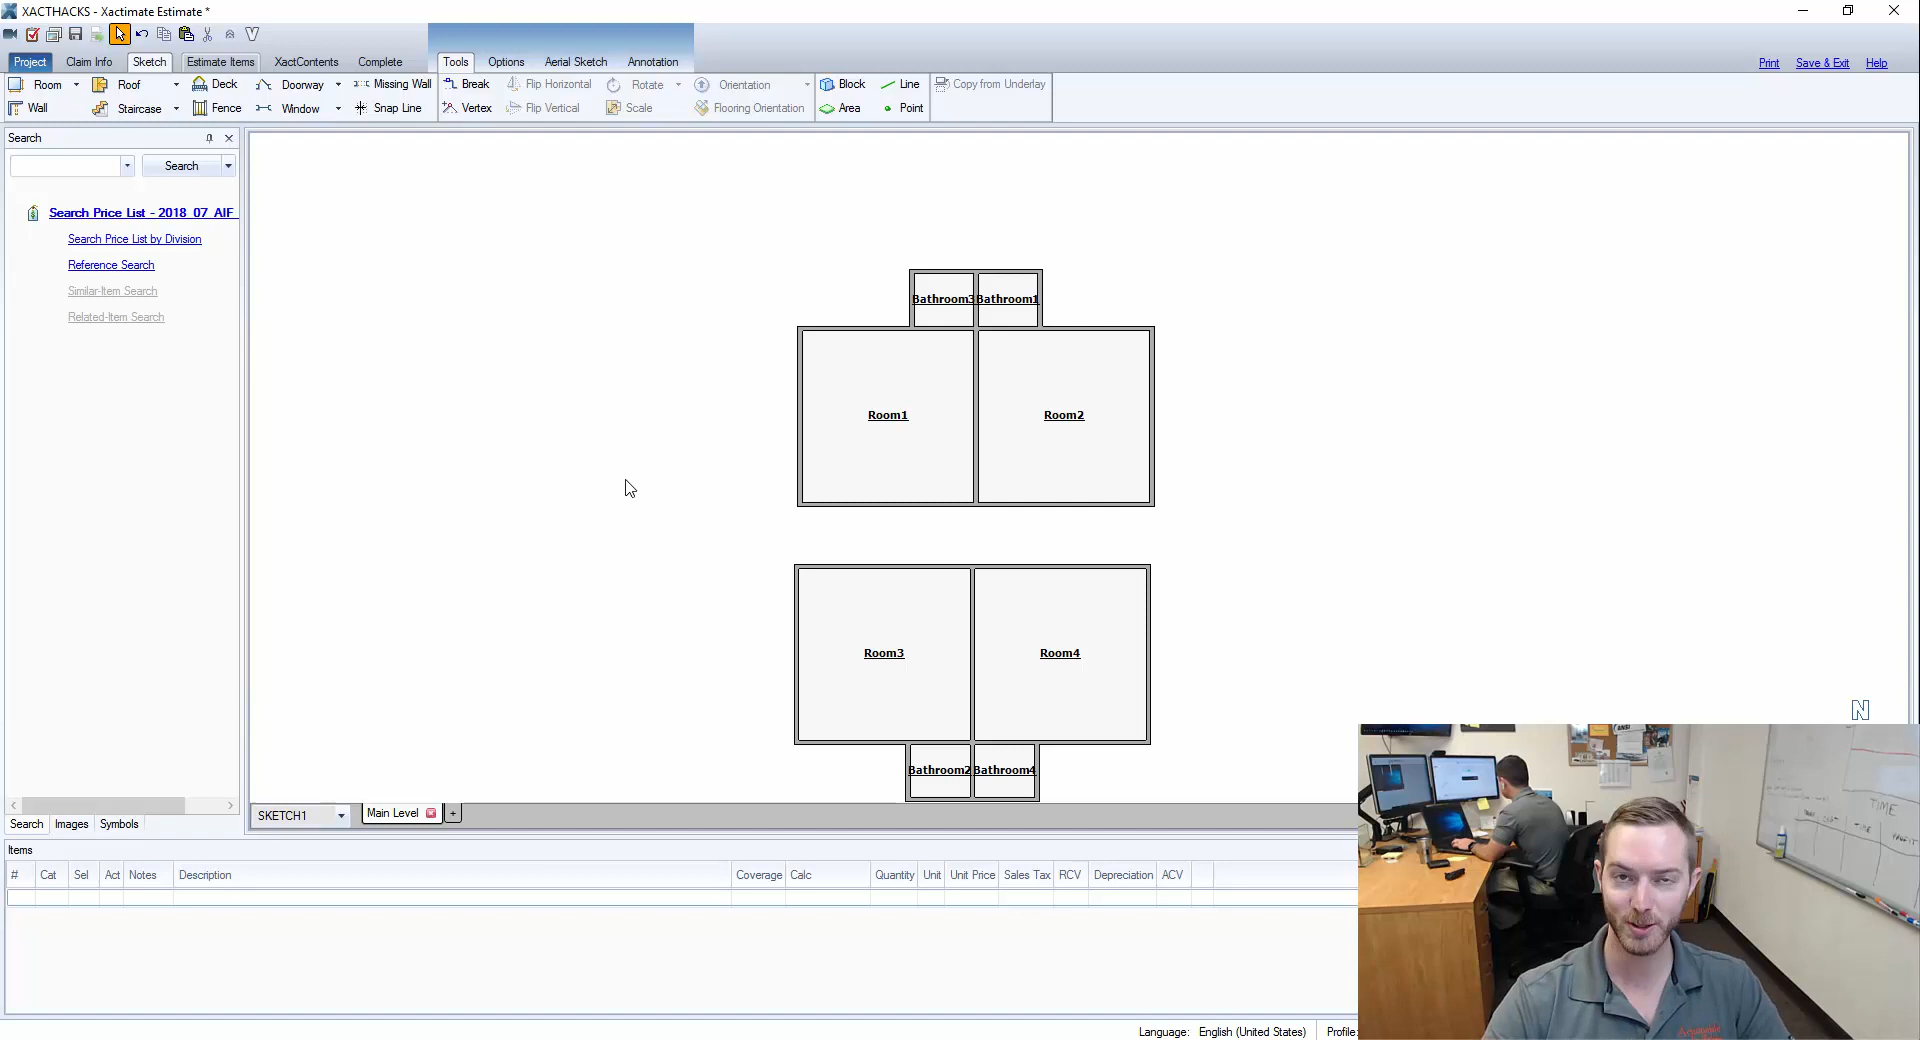 XACTHACKS - Xactimate Estimate *
Project Claim Info Sketch Estimate Items XactContents Complete Tools Options Aerial Sketch Annotation Print Save & Exit Help
Room Roof Deck Doorway Missing Wall Break Flip Horizontal Rotate Orientation Block Line Copy from Underlay
Wall Staircase Fence Window Snap Line Vertex Flip Vertical Scale Flooring Orientation Area Point
Search
Search
Search Price List - 2018_07_AIF
Search Price List by Division
Reference Search
Similar-Item Search
Related-Item Search
Bathroom3 Bathroom1
Room1 Room2
Room3 Room4
Bathroom2 Bathroom4
N
SKETCH1 Main Level +
Search Images Symbols
Items
# Cat Sel Act Notes Description Coverage Calc Quantity Unit Unit Price Sales Tax RCV Depreciation ACV
Language: English (United States) Profile:
ANSI
TIME